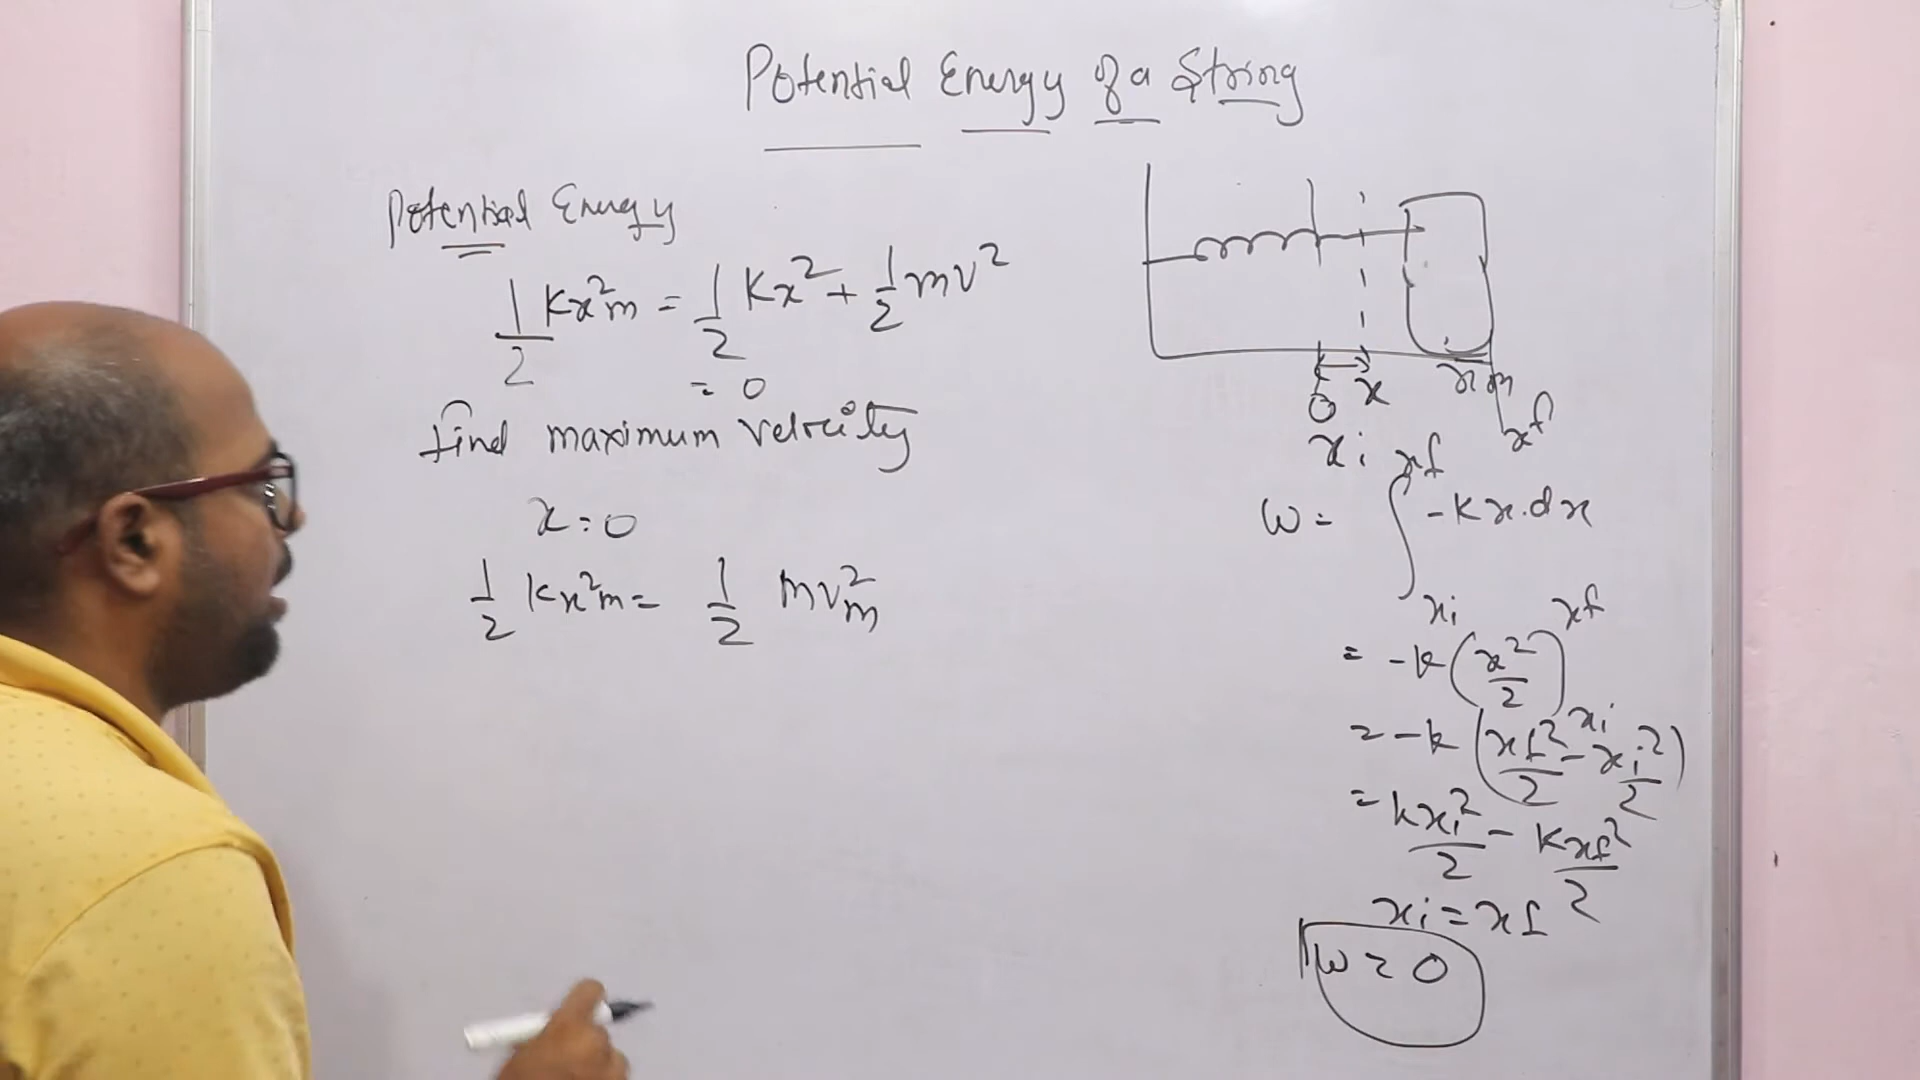 Potential Energy of a String
Potential Energy
1/2 Kx²m = 1/2 Kx² + 1/2 mv²
= 0
find maximum velocity
x = 0
1/2 kx²m = 1/2 mv²m
0 x xm
xi xf
W = ∫xi^xf -Kx.dx
= -k (x²/2)xi^xf
= -k (xf²/2 - xi²/2)
= kxi²/2 - Kxf²/2
xi = xf
W = 0